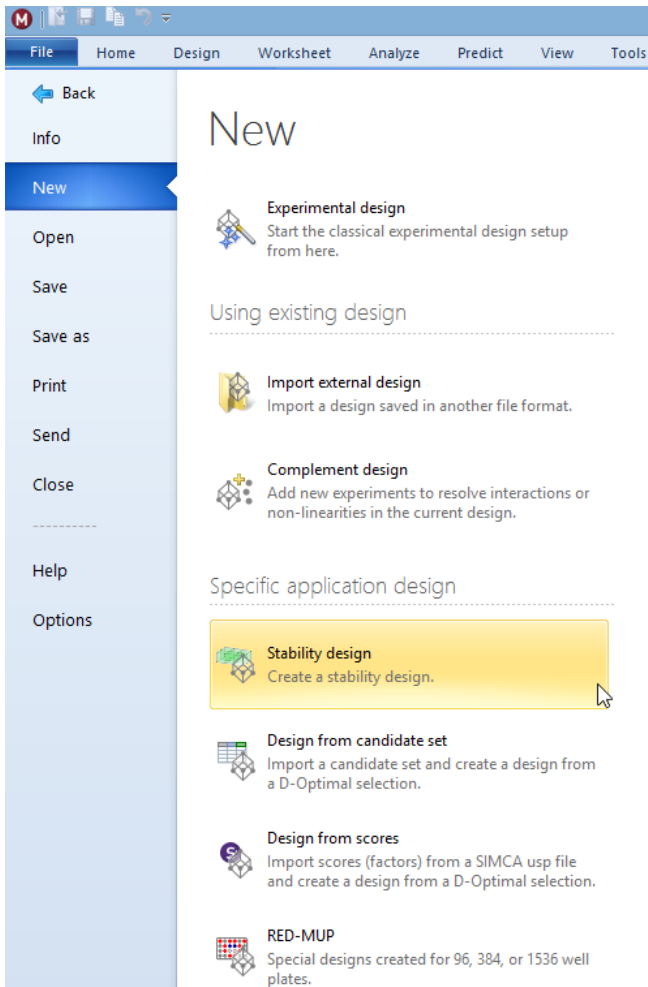 M
File Home Design Worksheet Analyze Predict View Tools
Back
Info
New
Open
Save
Save as
Print
Send
Close
----------
Help
Options
New
Experimental design
Start the classical experimental design setup
from here.
Using existing design
Import external design
Import a design saved in another file format.
Complement design
Add new experiments to resolve interactions or
non-linearities in the current design.
Specific application design
Stability design
Create a stability design.
Design from candidate set
Import a candidate set and create a design from
a D-Optimal selection.
Design from scores
S
Import scores (factors) from a SIMCA usp file
and create a design from a D-Optimal selection.
RED-MUP
Special designs created for 96, 384, or 1536 well
plates.